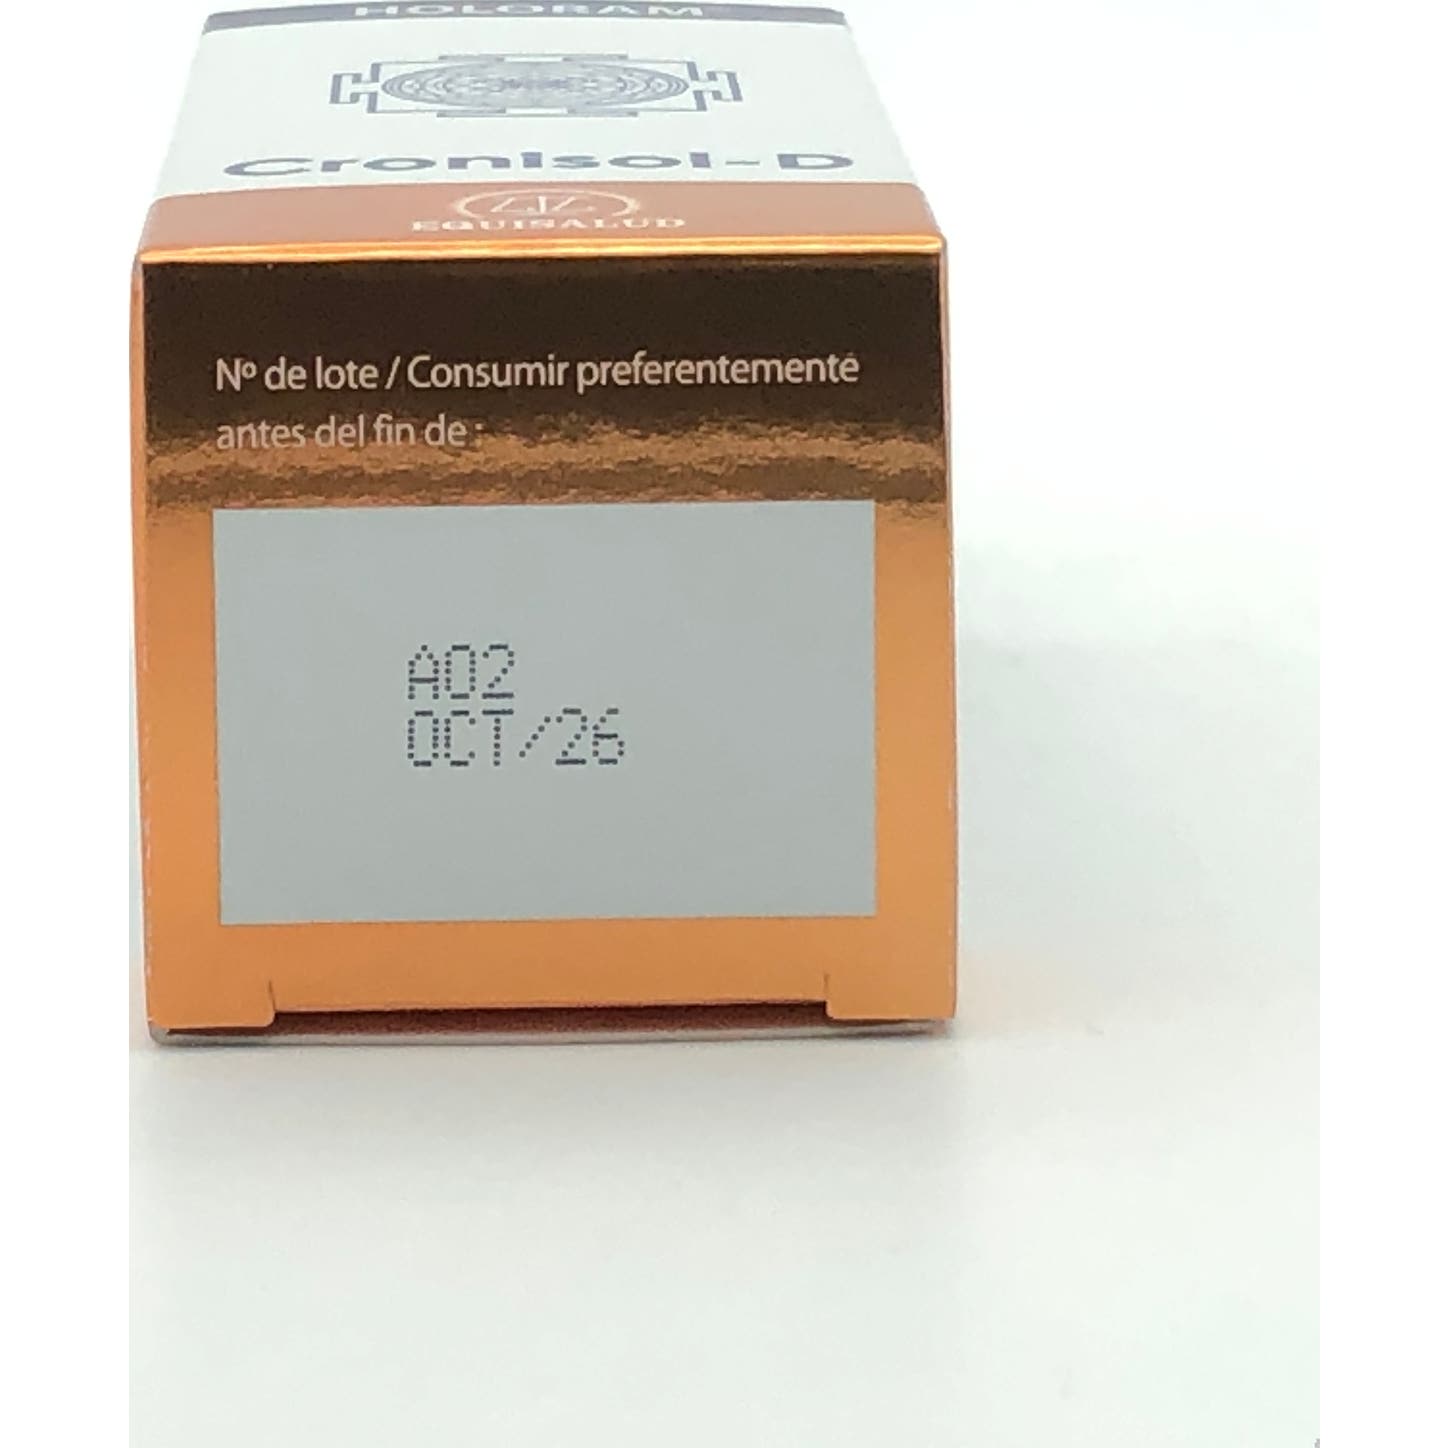 HOLORAM
Cronisol-D
EQUISALUD
Nº de lote / Consumir preferentemente
antes del fin de :
A02
OCT/26